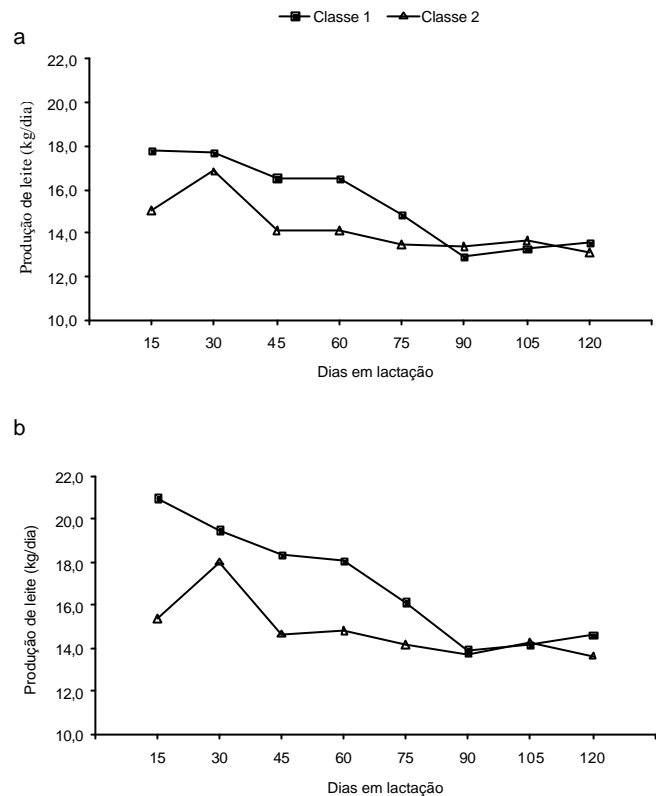 Classe 1 Classe 2
a
Produção de leite (kg/dia)
22,0
20,0
18,0
16,0
14,0
12,0
10,0
15 30 45 60 75 90 105 120
Dias em lactação
b
Produção de leite (kg/dia)
22,0
20,0
18,0
16,0
14,0
12,0
10,0
15 30 45 60 75 90 105 120
Dias em lactação